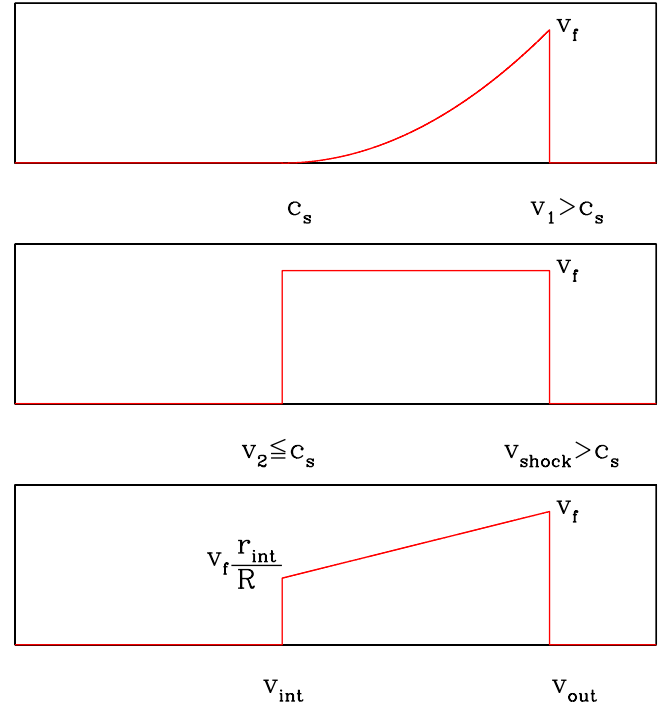 v_f
c_s
v_1>c_s
v_f
v_2≦c_s
v_shock>c_s
v_f
v_f r_int/R
v_int
v_out